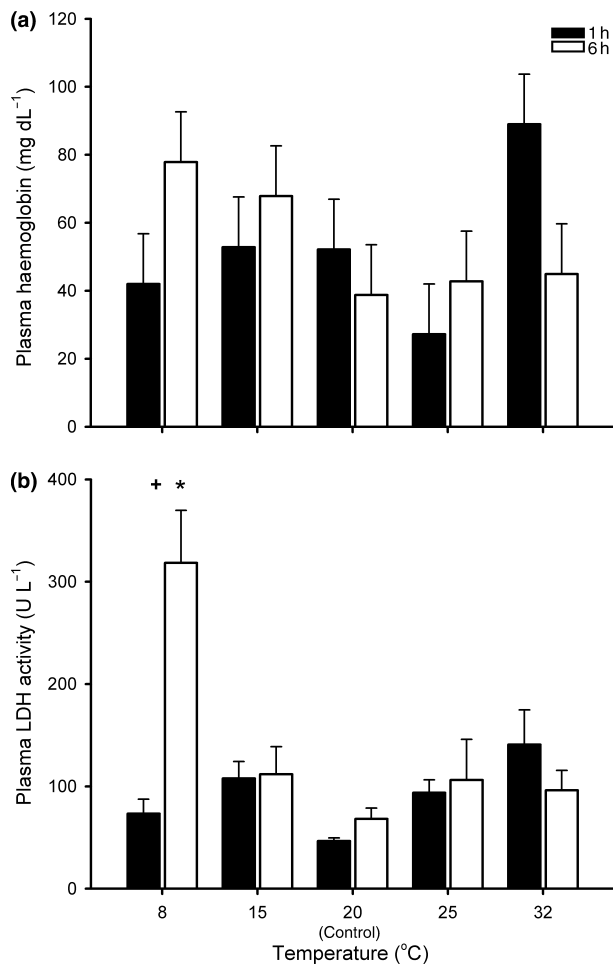 (a)
120
100
80
60
40
20
0
Plasma haemoglobin (mg dL⁻¹)
1 h
6 h
(b)
400
300
200
100
0
Plasma LDH activity (U L⁻¹)
+ *
8 15 20 25 32
(Control)
Temperature (°C)